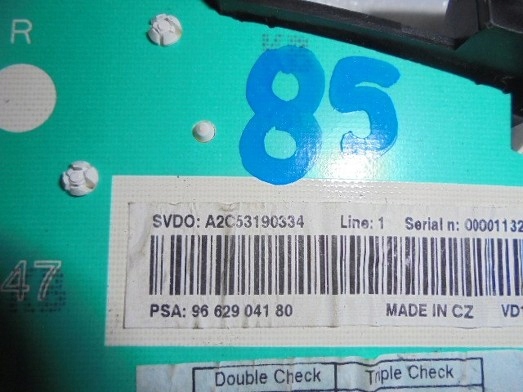 R
85
SVDO: A2C53190334 Line: 1 Serial n: 00001132
47
PSA: 96 629 041 80 MADE IN CZ VD1
Double Check Triple Check